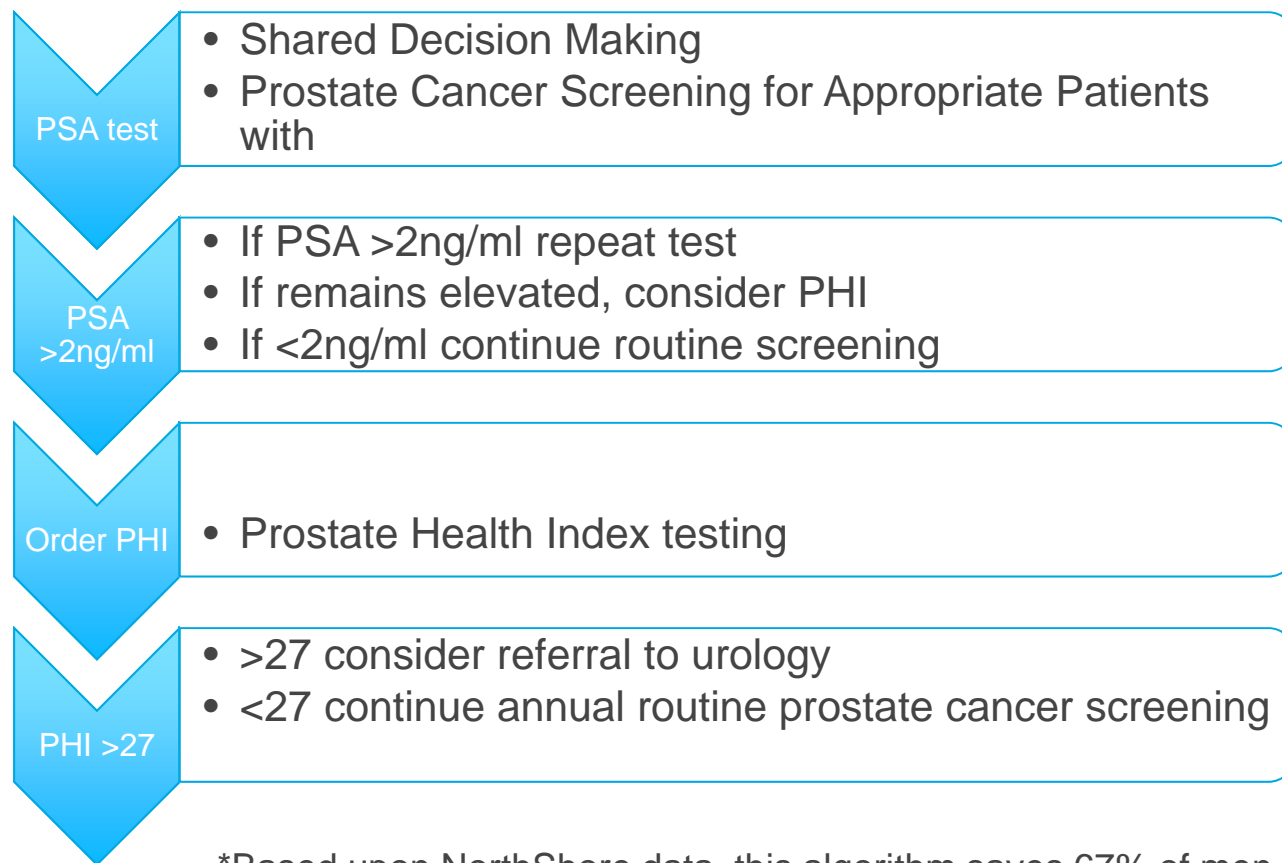 PSA test
• Shared Decision Making
• Prostate Cancer Screening for Appropriate Patients
with
PSA
>2ng/ml
• If PSA >2ng/ml repeat test
• If remains elevated, consider PHI
• If <2ng/ml continue routine screening
Order PHI
• Prostate Health Index testing
PHI >27
• >27 consider referral to urology
• <27 continue annual routine prostate cancer screening
*Based upon NorthShore data, this algorithm saves 67% of men